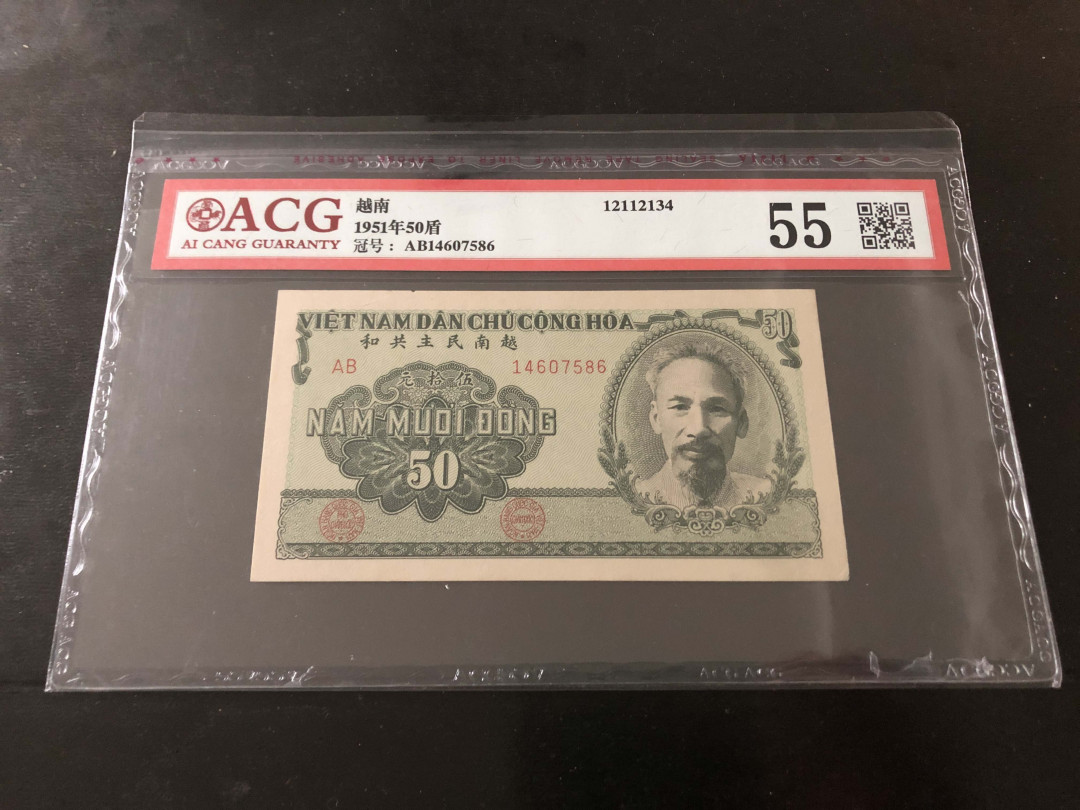 ACG
AI CANG GUARANTY
越南
1951年50盾
冠号: AB14607586
12112134
55
VIỆT NAM DÂN CHỦ CỘNG HÒA
50
和共主民南越
AB
14607586
元拾伍
NĂM MƯƠI ĐỒNG
50